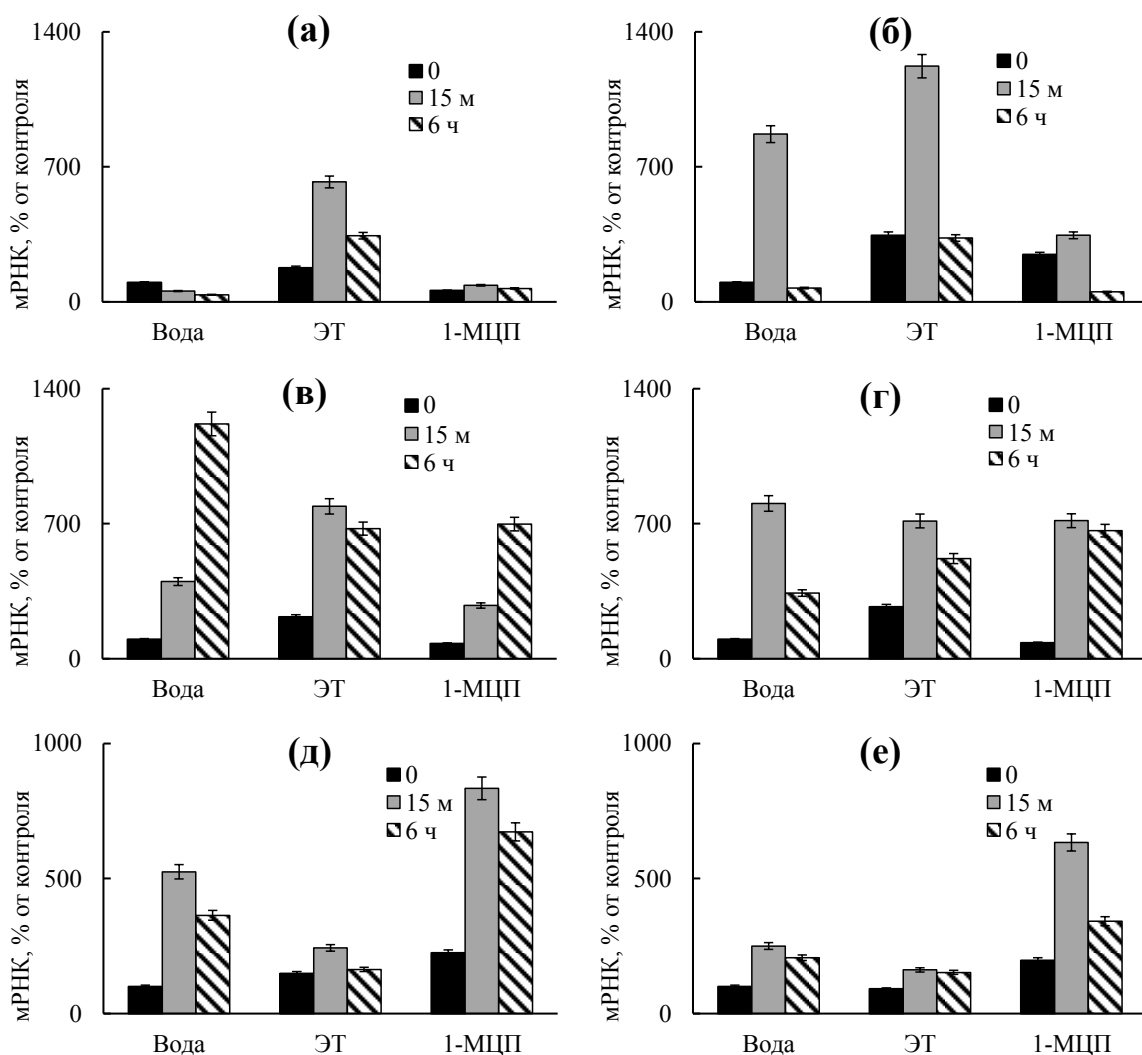 (а)
мРНК, % от контроля
1400
700
0
0
15 м
6 ч
Вода ЭТ 1-МЦП
(б)
мРНК, % от контроля
1400
700
0
0
15 м
6 ч
Вода ЭТ 1-МЦП
(в)
мРНК, % от контроля
1400
700
0
0
15 м
6 ч
Вода ЭТ 1-МЦП
(г)
мРНК, % от контроля
1400
700
0
0
15 м
6 ч
Вода ЭТ 1-МЦП
(д)
мРНК, % от контроля
1000
500
0
0
15 м
6 ч
Вода ЭТ 1-МЦП
(е)
мРНК, % от контроля
1000
500
0
0
15 м
6 ч
Вода ЭТ 1-МЦП